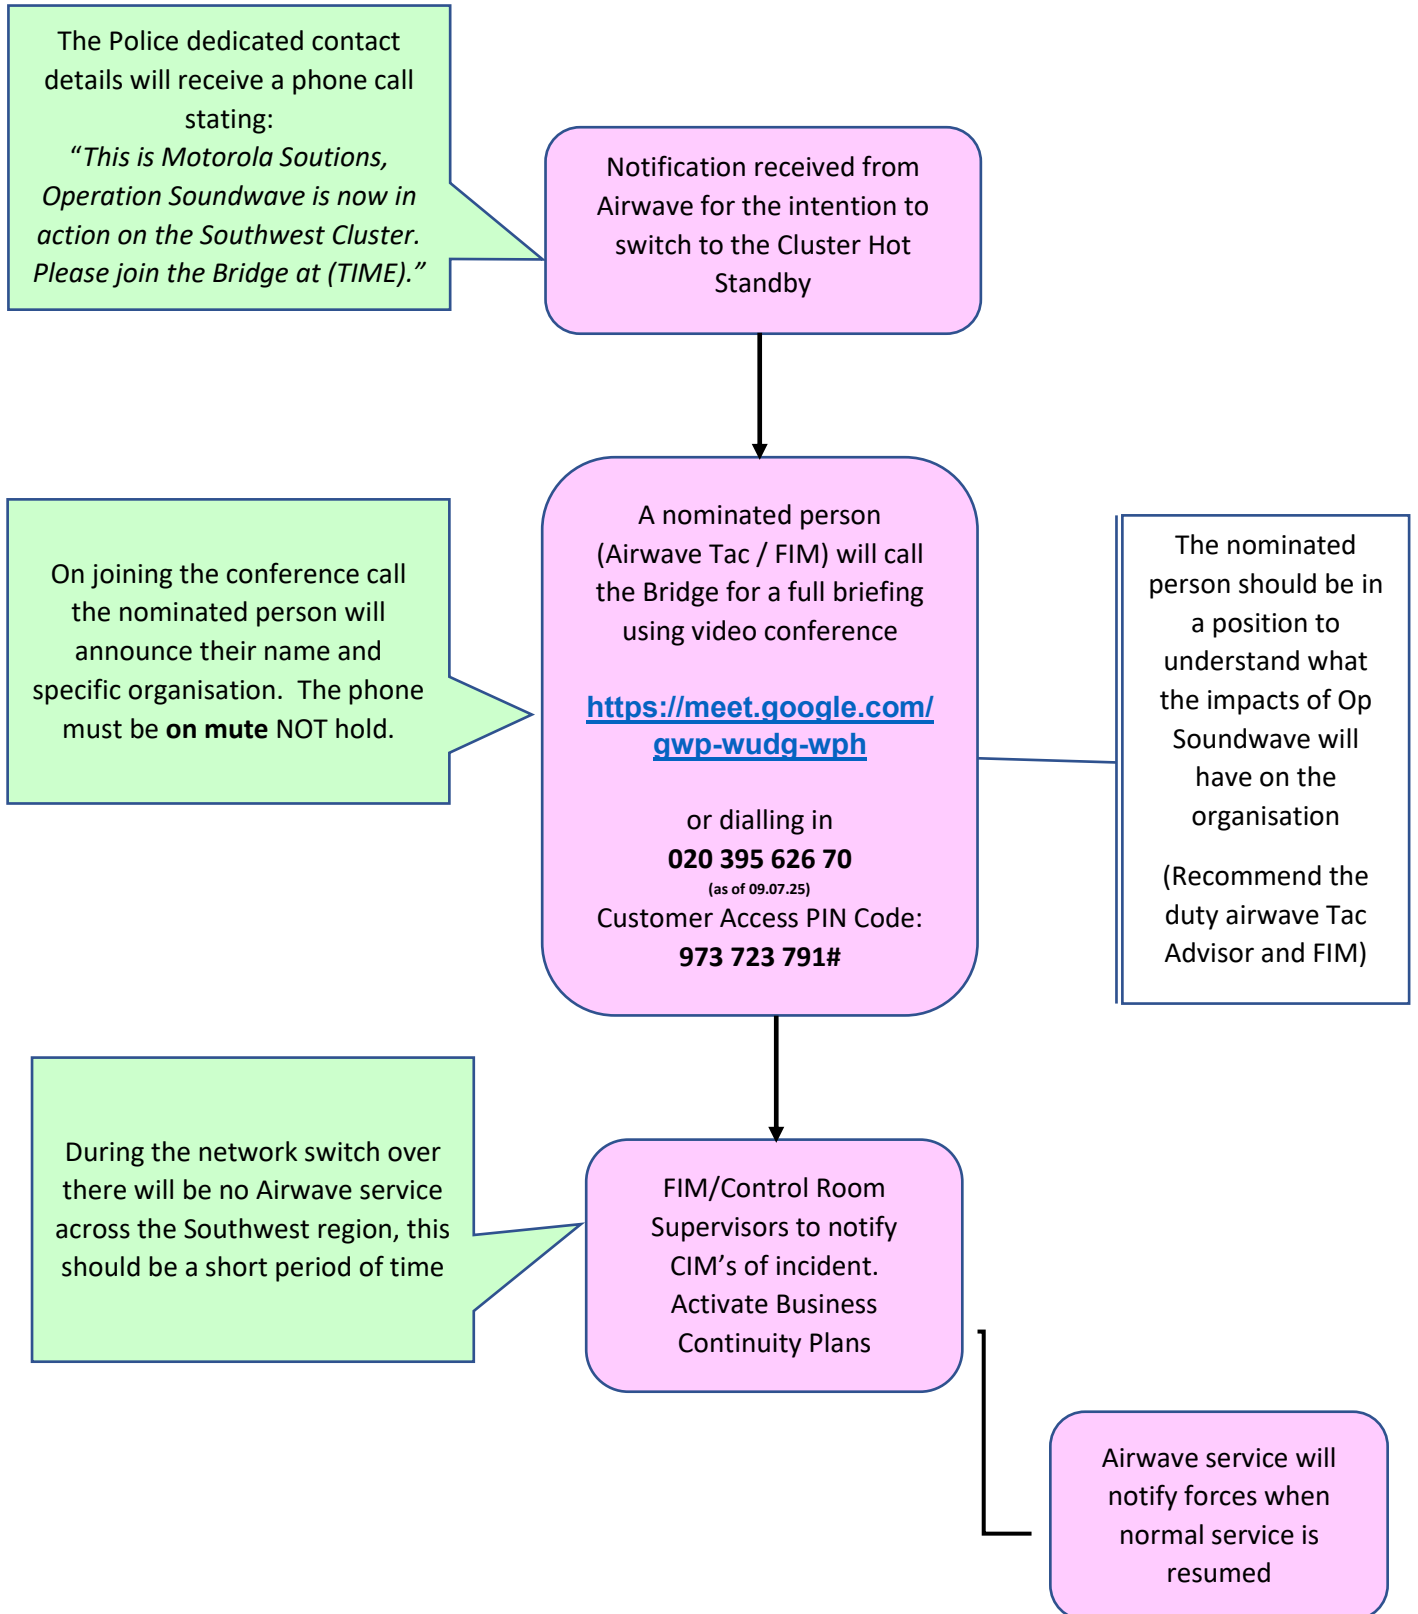 The Police dedicated contact
details will receive a phone call
stating:
“This is Motorola Soutions,
Operation Soundwave is now in
action on the Southwest Cluster.
Please join the Bridge at (TIME).”
Notification received from
Airwave for the intention to
switch to the Cluster Hot
Standby
On joining the conference call
the nominated person will
announce their name and
specific organisation.  The phone
must be on mute NOT hold.
A nominated person
(Airwave Tac / FIM) will call
the Bridge for a full briefing
using video conference
https://meet.google.com/
gwp-wudg-wph
or dialling in
020 395 626 70
(as of 09.07.25)
Customer Access PIN Code:
973 723 791#
The nominated
person should be in
a position to
understand what
the impacts of Op
Soundwave will
have on the
organisation
(Recommend the
duty airwave Tac
Advisor and FIM)
During the network switch over
there will be no Airwave service
across the Southwest region, this
should be a short period of time
FIM/Control Room
Supervisors to notify
CIM’s of incident.
Activate Business
Continuity Plans
Airwave service will
notify forces when
normal service is
resumed